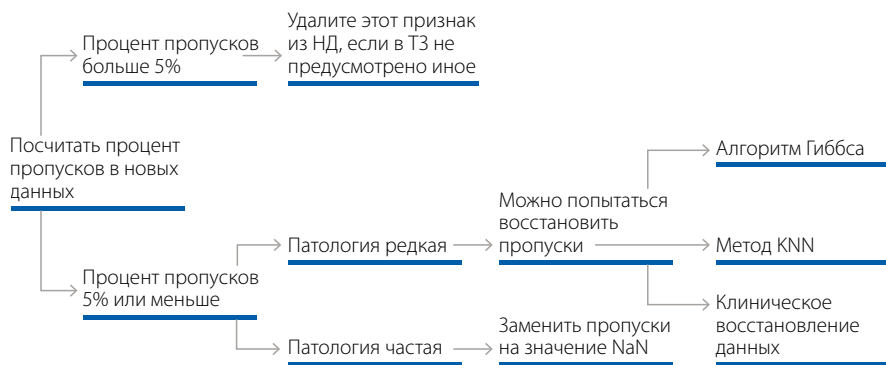 Посчитать процент
пропусков в новых
данных
Процент пропусков
больше 5%
Удалите этот признак
из НД, если в ТЗ не
предусмотрено иное
Процент пропусков
5% или меньше
Патология редкая
Можно попытаться
восстановить
пропуски
Алгоритм Гиббса
Метод KNN
Клиническое
восстановление
данных
Патология частая
Заменить пропуски
на значение NaN